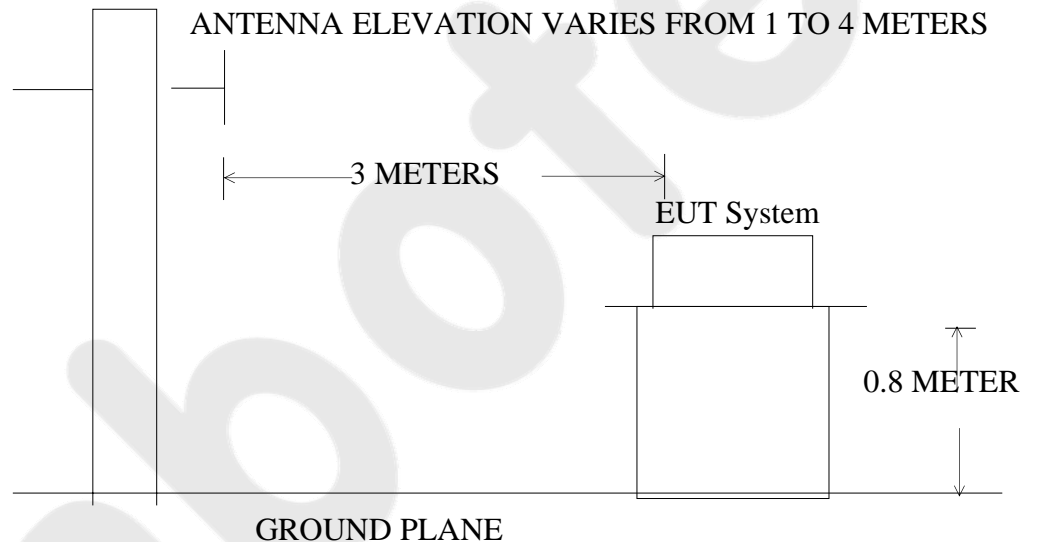 ANTENNA ELEVATION VARIES FROM 1 TO 4 METERS
3 METERS
EUT System
0.8 METER
GROUND PLANE